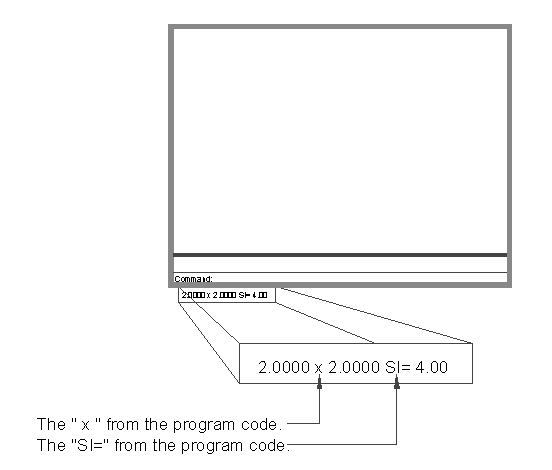 Command:
2.0000 x 2.0000 SI= 4.00
2.0000 x 2.0000 SI= 4.00
The " x " from the program code.
The "SI=" from the program code.